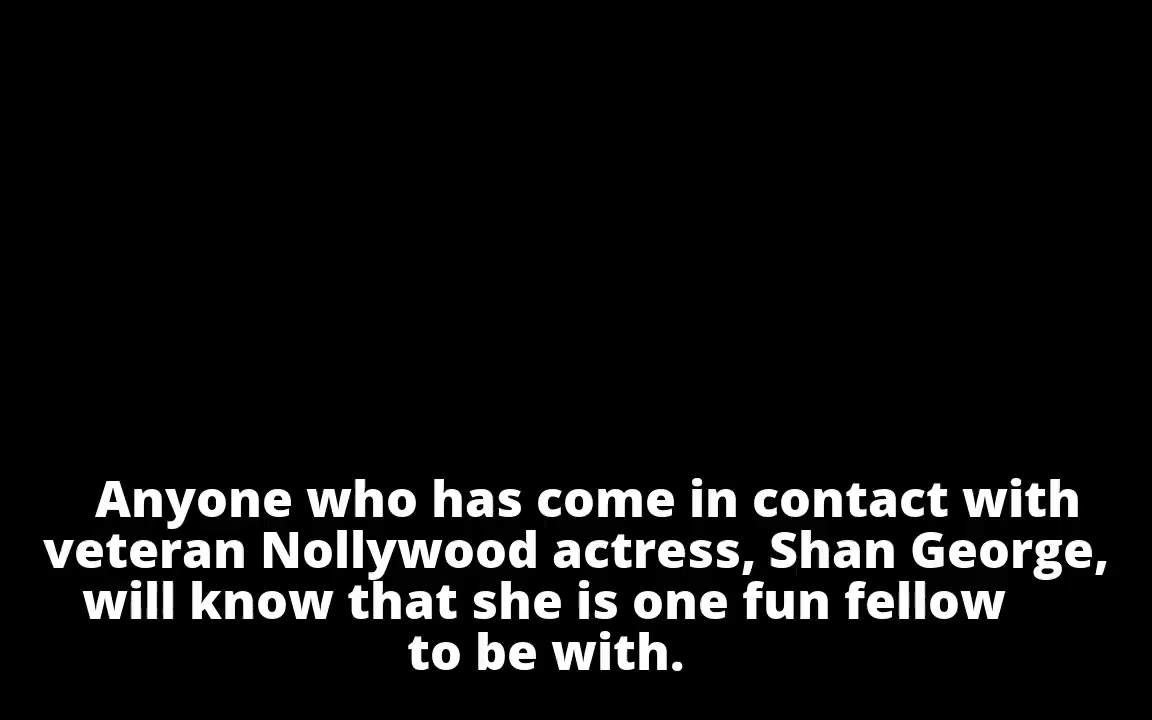 Anyone who has come in contact with
veteran Nollywood actress, Shan George,
will know that she is one fun fellow
to be with.